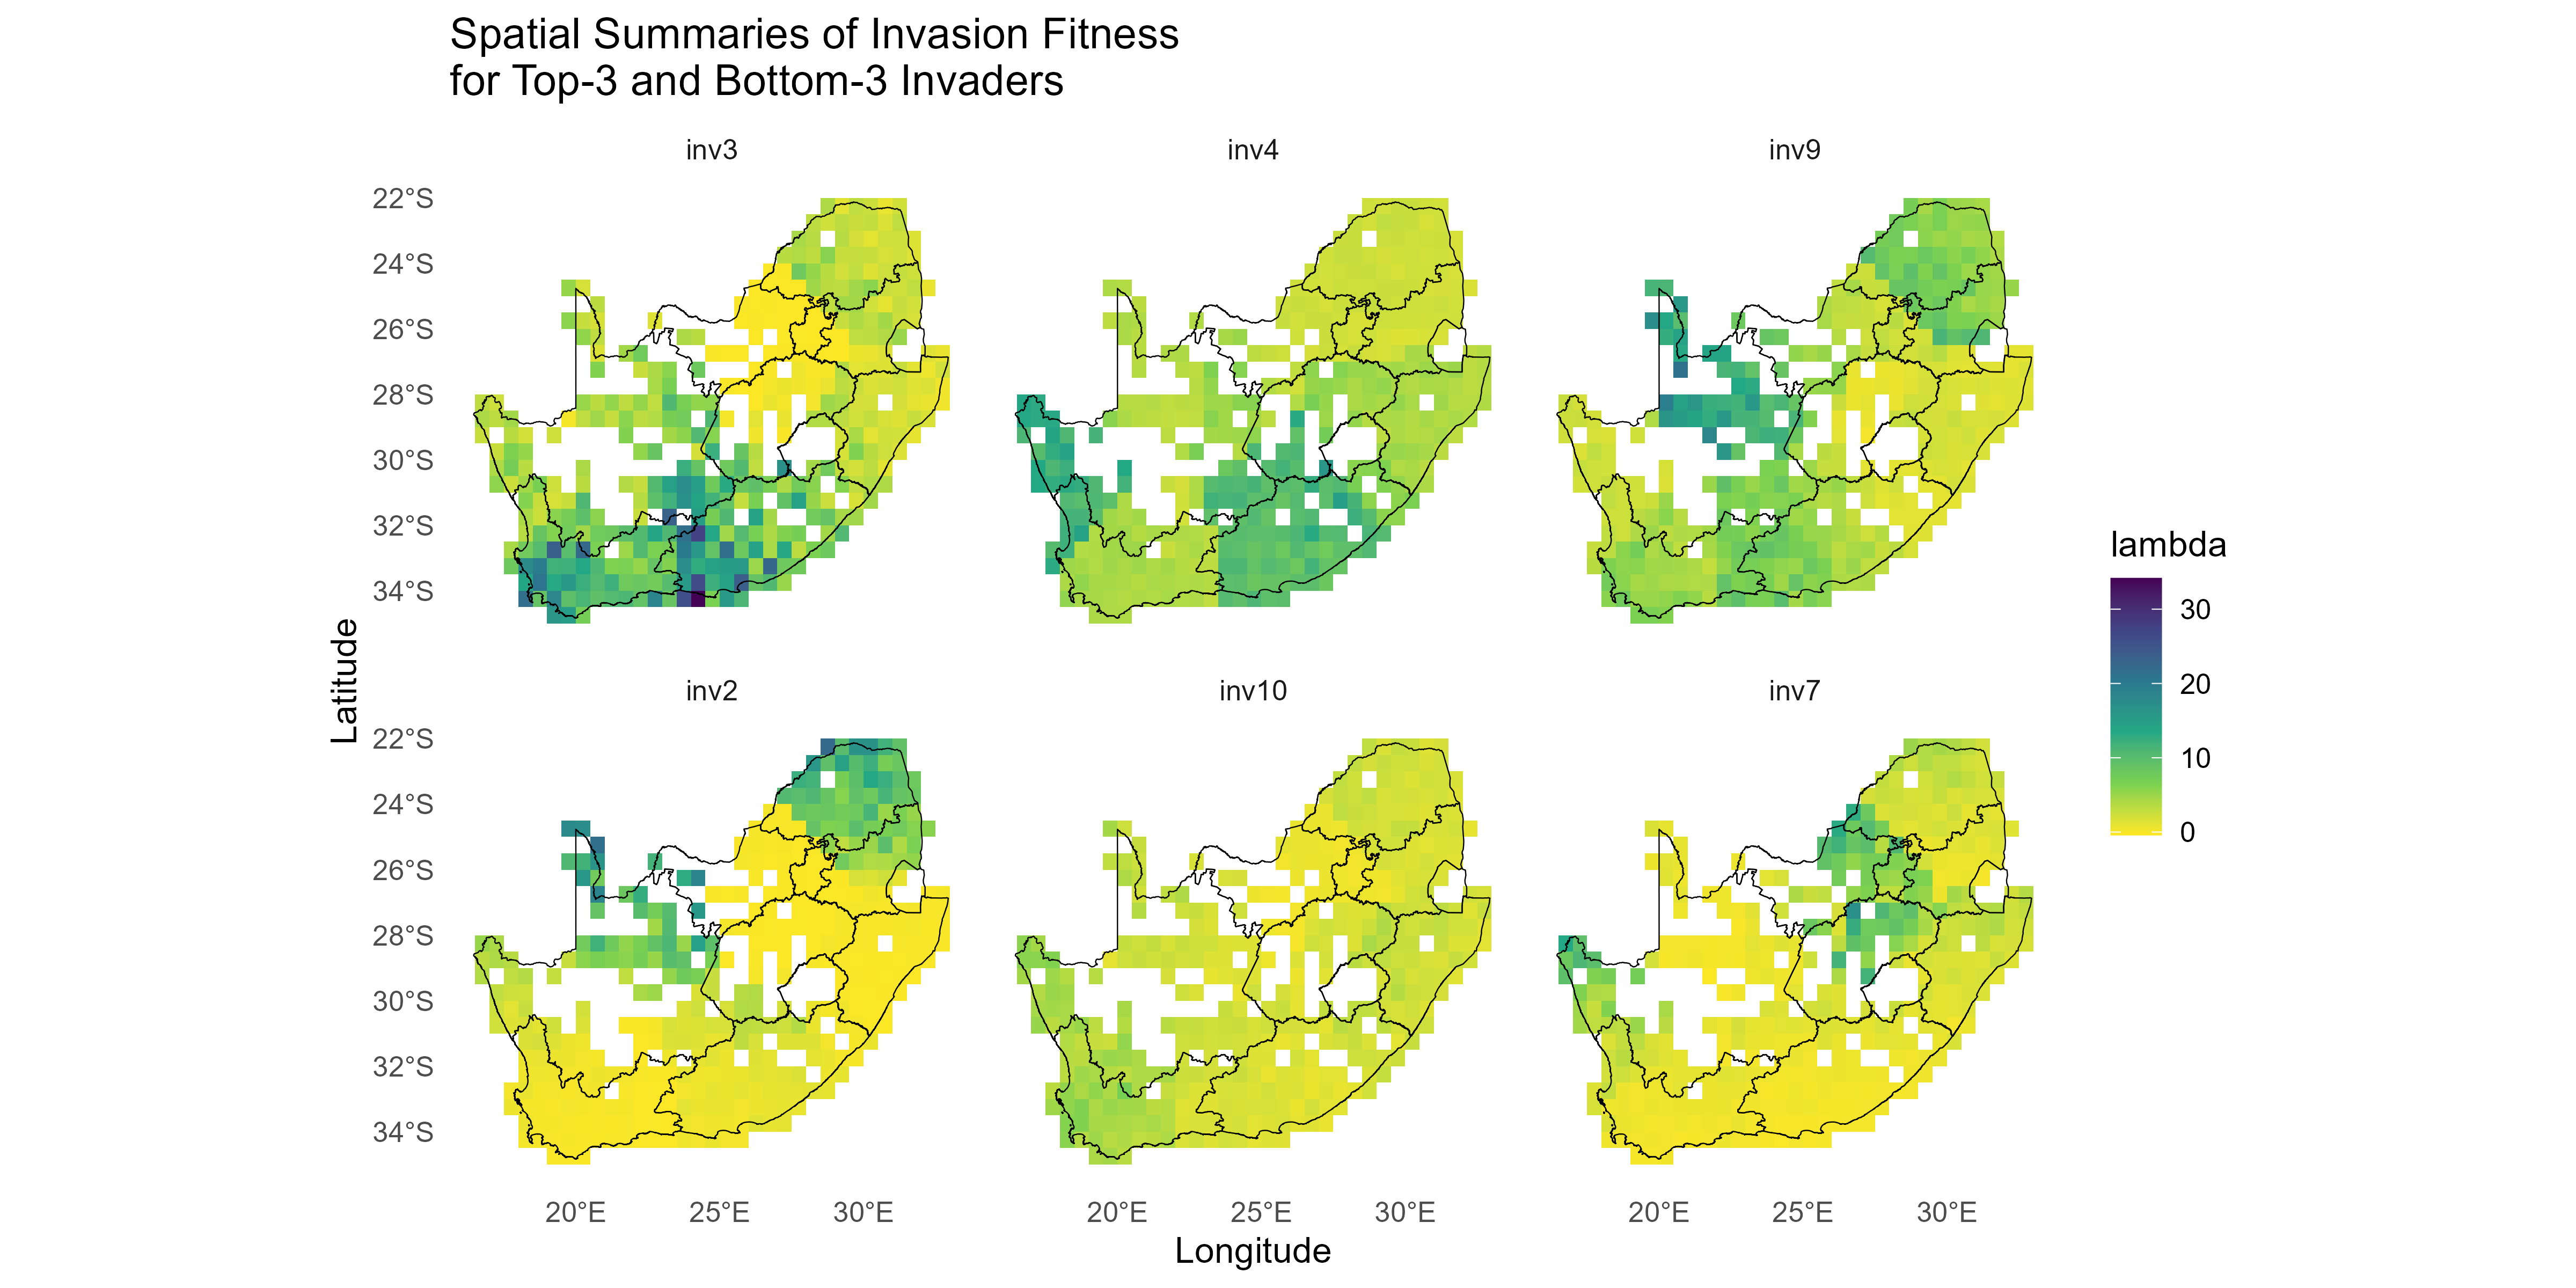 Spatial Summaries of Invasion Fitness
for Top-3 and Bottom-3 Invaders
inv3
inv4
inv9
22°S
24°S
26°S
28°S
30°S
32°S
34°S
inv2
inv10
inv7
22°S
24°S
26°S
28°S
30°S
32°S
34°S
20°E
25°E
30°E
20°E
25°E
30°E
20°E
25°E
30°E
Longitude
Latitude
lambda
30
20
10
0